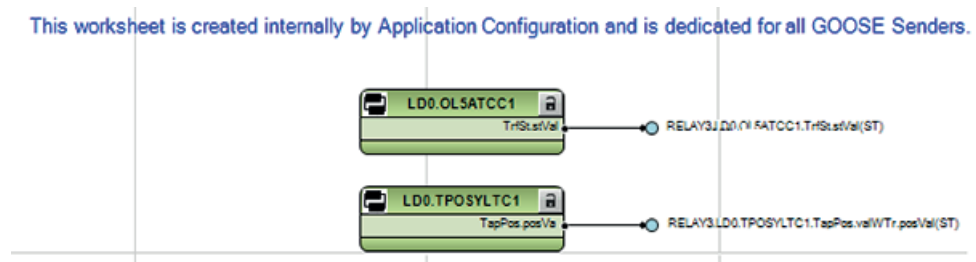 This worksheet is created internally by Application Configuration and is dedicated for all GOOSE Senders.
LD0.OL5ATCC1
TrfSt.stVal
RELAY3.LD0.OL5ATCC1.TrfSt.stVal(ST)
LD0.TPOSYLTC1
TapPos.posVa
RELAY3.LD0.TPOSYLTC1.TapPos.valWTr.posVal(ST)